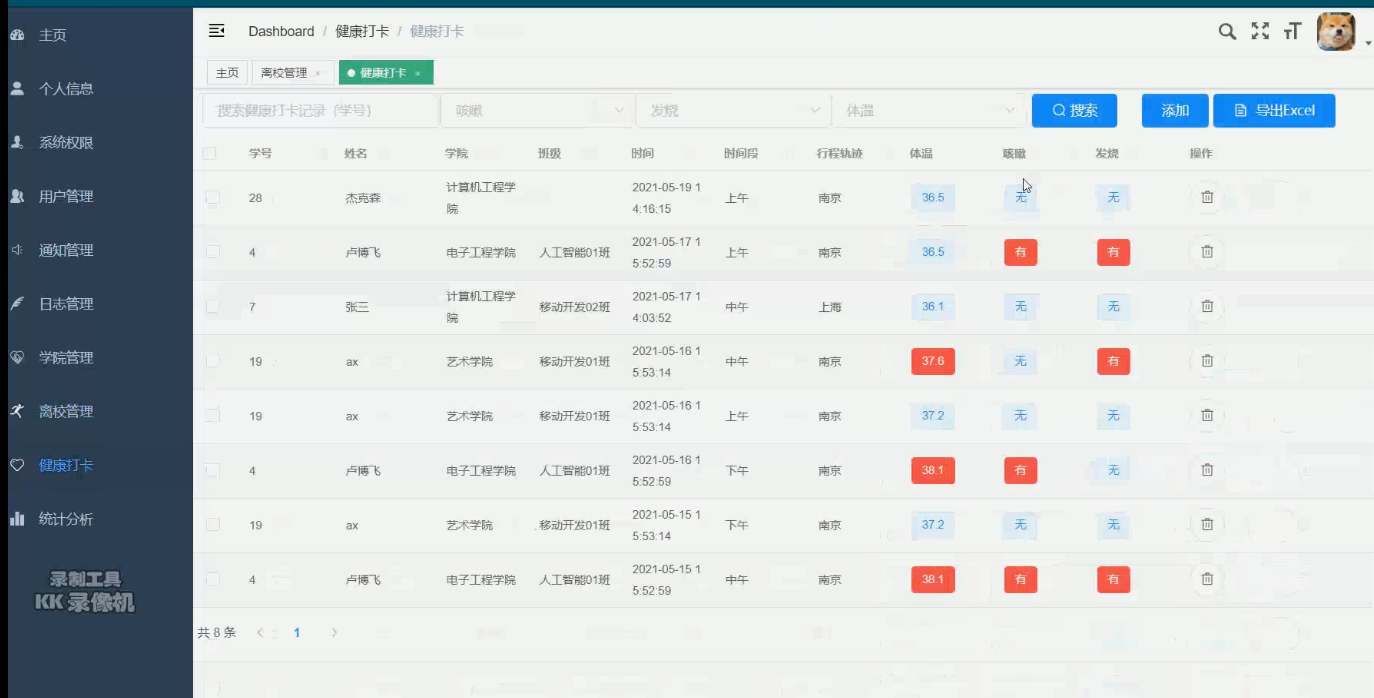 Dashboard / 健康打卡 / 健康打卡
主页 离校管理 × 健康打卡 ×
主页
个人信息
系统权限
用户管理
通知管理
日志管理
学院管理
离校管理
健康打卡
统计分析
录制工具
KK 录像机
搜索健康打卡记录（学号） 咳嗽 发烧 体温 搜索 添加 导出Excel
学号 姓名 学院 班级 时间 时间段 行程轨迹 体温 咳嗽 发烧 操作
28 杰克森 计算机工程学 2021-05-19 1 上午 南京 36.5 无 无
院 4:16:15
4 卢博飞 电子工程学院 人工智能01班 2021-05-17 1 上午 南京 36.5 有 有
5:52:59
7 张三 计算机工程学 移动开发02班 2021-05-17 1 中午 上海 36.1 无 无
院 4:03:52
19 ax 艺术学院 移动开发01班 2021-05-16 1 中午 南京 37.6 无 有
5:53:14
19 ax 艺术学院 移动开发01班 2021-05-16 1 上午 南京 37.2 无 无
5:53:14
4 卢博飞 电子工程学院 人工智能01班 2021-05-16 1 下午 南京 38.1 有 无
5:52:59
19 ax 艺术学院 移动开发01班 2021-05-15 1 下午 南京 37.2 无 无
5:53:14
4 卢博飞 电子工程学院 人工智能01班 2021-05-15 1 中午 南京 38.1 有 有
5:52:59
共 8 条 1